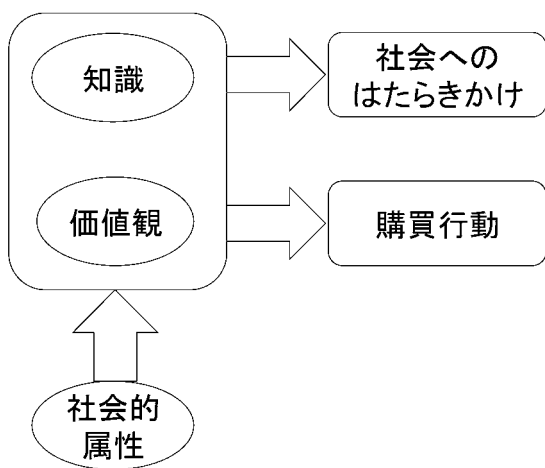 知識
社会への
はたらきかけ
価値観
購買行動
社会的
属性